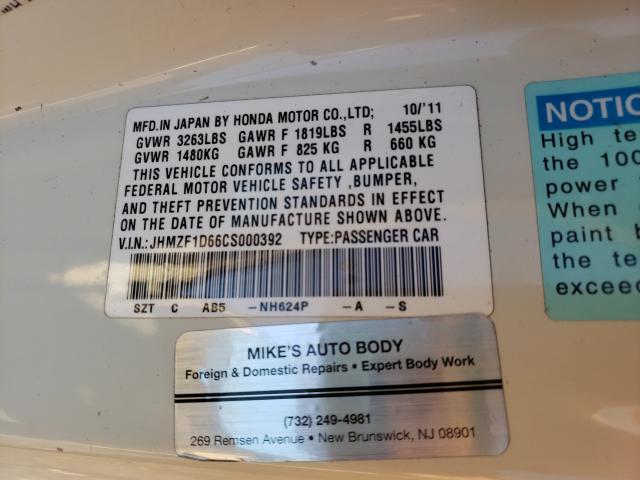 MFD.IN JAPAN BY HONDA MOTOR CO.,LTD; 10/'11
GVWR 3263LBS GAWR F 1819LBS R 1455LBS
GVWR 1480KG GAWR F 825 KG R 660 KG
THIS VEHICLE CONFORMS TO ALL APPLICABLE
FEDERAL MOTOR VEHICLE SAFETY ,BUMPER,
AND THEFT PREVENTION STANDARDS IN EFFECT
ON THE DATE OF MANUFACTURE SHOWN ABOVE.
V.I.N.:JHMZF1D66CS000392 TYPE:PASSENGER CAR
SZT C AB5 -NH624P -A -S
MIKE'S AUTO BODY
Foreign & Domestic Repairs • Expert Body Work
(732) 249-4981
269 Remsen Avenue • New Brunswick, NJ 08901
NOTIC
High te
the 100
power
When
paint b
the te
exceed